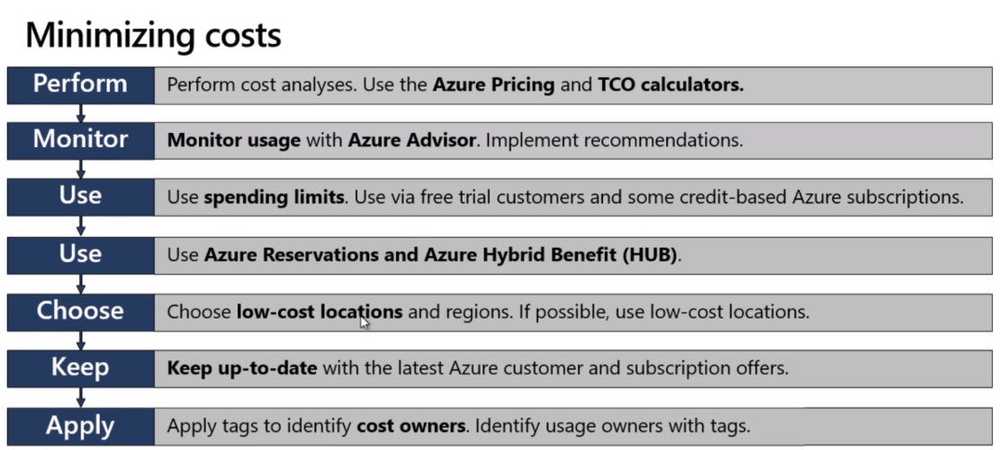 Minimizing costs
Perform
Perform cost analyses. Use the Azure Pricing and TCO calculators.
Monitor
Monitor usage with Azure Advisor. Implement recommendations.
Use
Use spending limits. Use via free trial customers and some credit-based Azure subscriptions.
Use
Use Azure Reservations and Azure Hybrid Benefit (HUB).
Choose
Choose low-cost locations and regions. If possible, use low-cost locations.
Keep
Keep up-to-date with the latest Azure customer and subscription offers.
Apply
Apply tags to identify cost owners. Identify usage owners with tags.